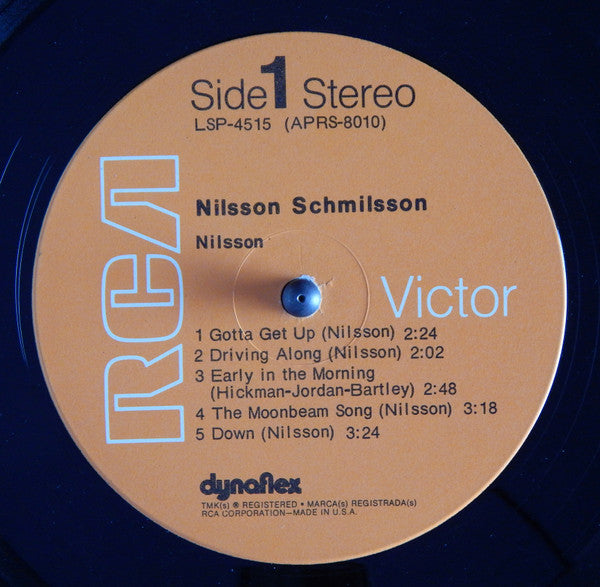 Side 1 Stereo
LSP-4515 (APRS-8010)
RCA
Nilsson Schmilsson
Nilsson
Victor
1 Gotta Get Up (Nilsson) 2:24
2 Driving Along (Nilsson) 2:02
3 Early in the Morning
(Hickman-Jordan-Bartley) 2:48
4 The Moonbeam Song (Nilsson) 3:18
5 Down (Nilsson) 3:24
dynaflex
TMK(s) ® REGISTERED • MARCA(s) REGISTRADA(s)
RCA CORPORATION—MADE IN U.S.A.